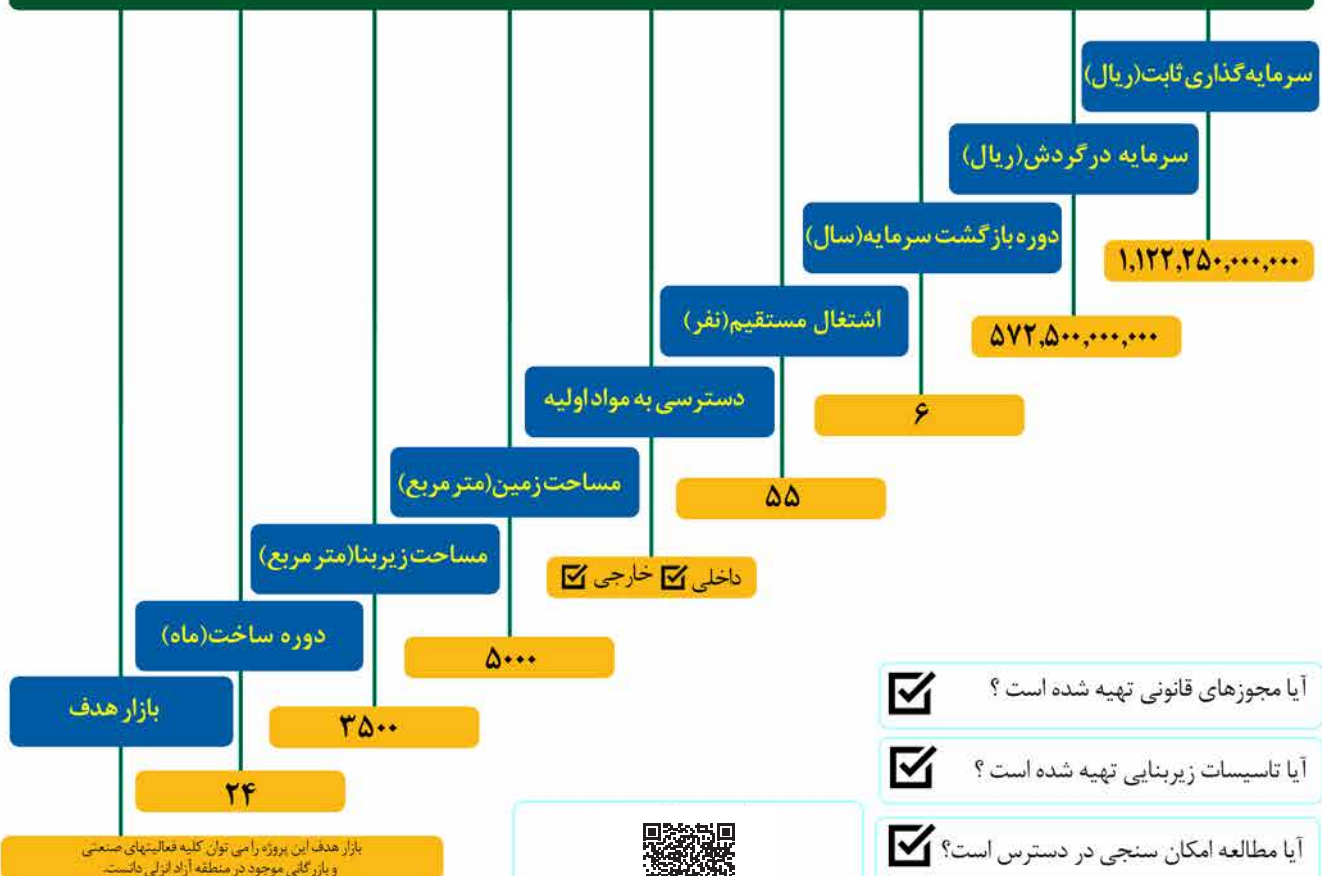 سرمایه‌گذاری ثابت(ریال)
۱,۱۲۲,۲۵۰,۰۰۰,۰۰۰
سرمایه در گردش(ریال)
۵۷۲,۵۰۰,۰۰۰,۰۰۰
دوره بازگشت سرمایه(سال)
۶
اشتغال مستقیم(نفر)
۵۵
دسترسی به مواد اولیه
داخلی ☑ خارجی ☑
مساحت زمین(متر مربع)
۵۰۰۰
مساحت زیربنا(متر مربع)
۳۵۰۰
دوره ساخت(ماه)
۲۴
بازار هدف
بازار هدف این پروژه را می توان کلیه فعالیتهای صنعتی
و بازرگانی موجود در منطقه آزاد انزلی دانست.
آیا مجوزهای قانونی تهیه شده است ؟ ☑
آیا تاسیسات زیربنایی تهیه شده است ؟ ☑
آیا مطالعه امکان سنجی در دسترس است؟ ☑